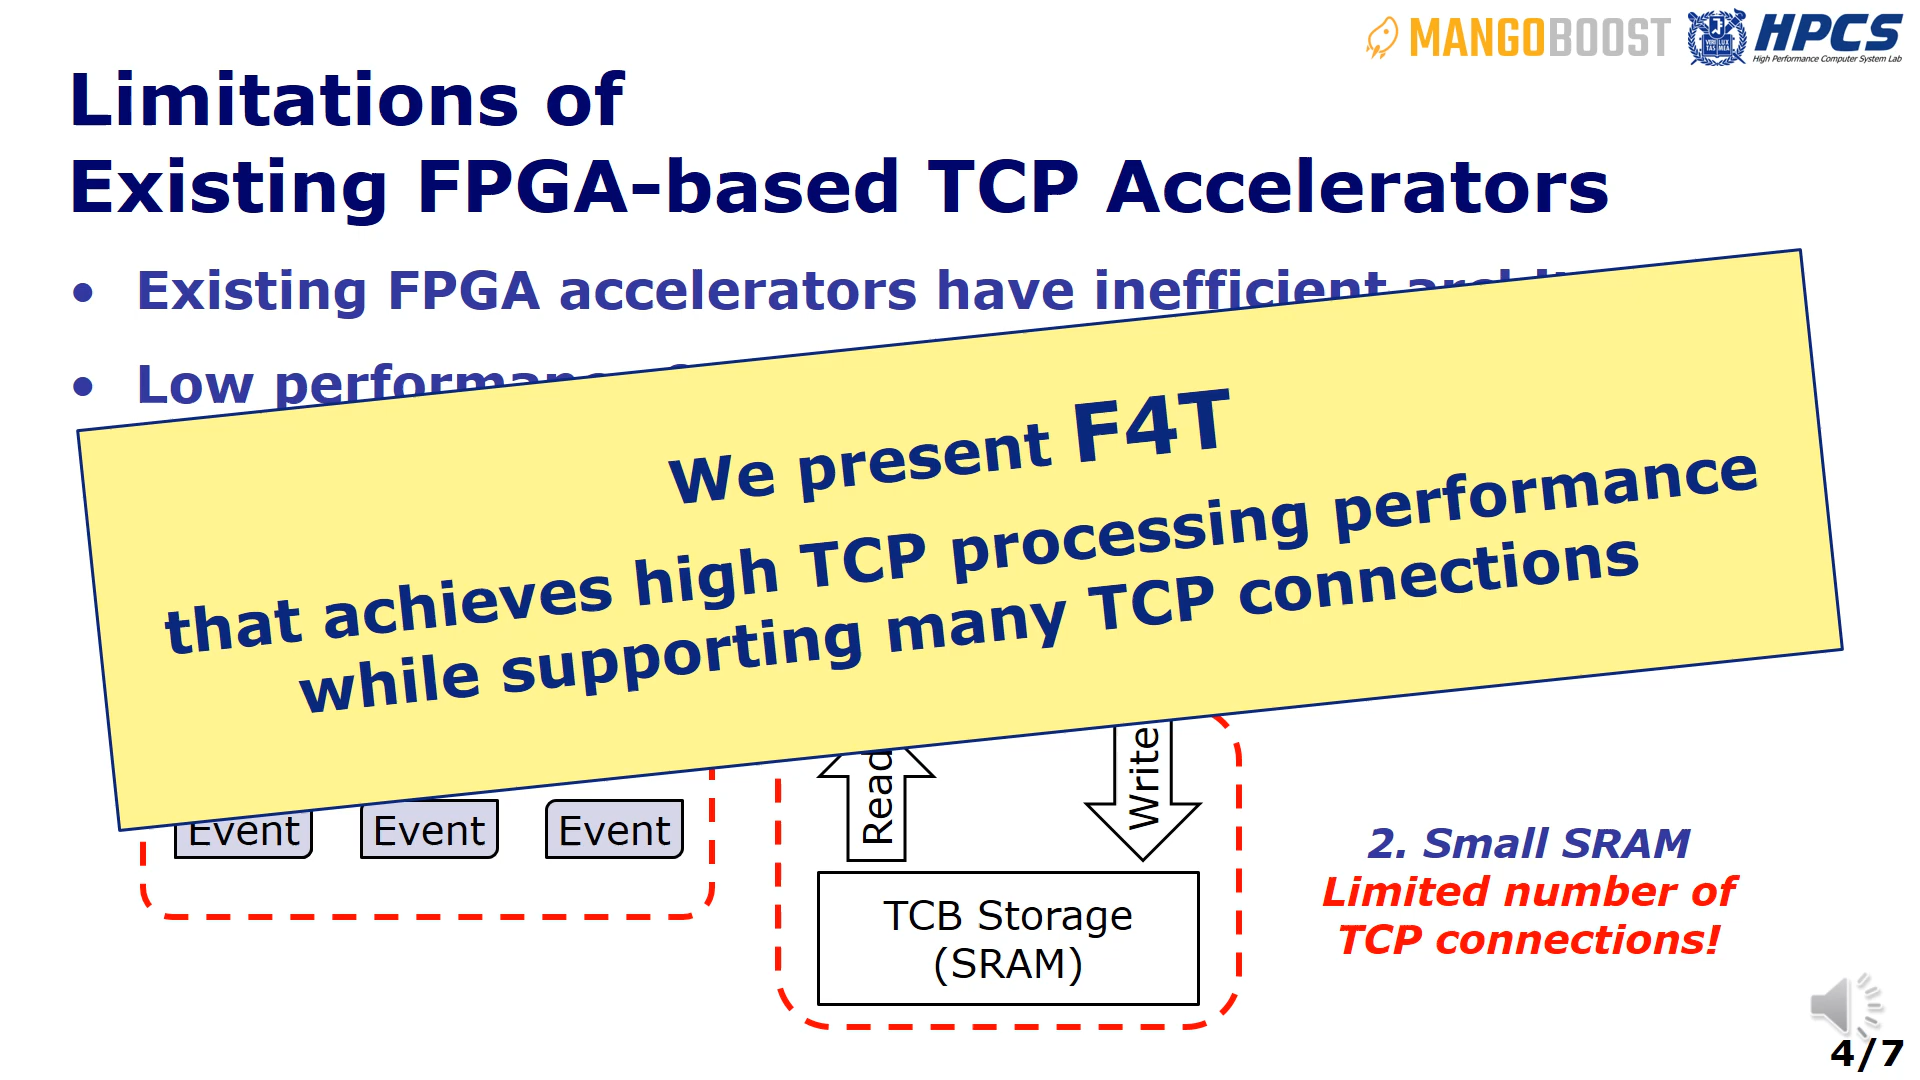 MANGOBOOST
HPCS
High Performance Computer System Lab
Limitations of
Existing FPGA-based TCP Accelerators
• Existing FPGA accelerators have inefficient
• Low
We present F4T
that achieves high TCP processing performance
while supporting many TCP connections
Read
Write
Event
Event
Event
TCB Storage
(SRAM)
2. Small SRAM
Limited number of
TCP connections!
4/7